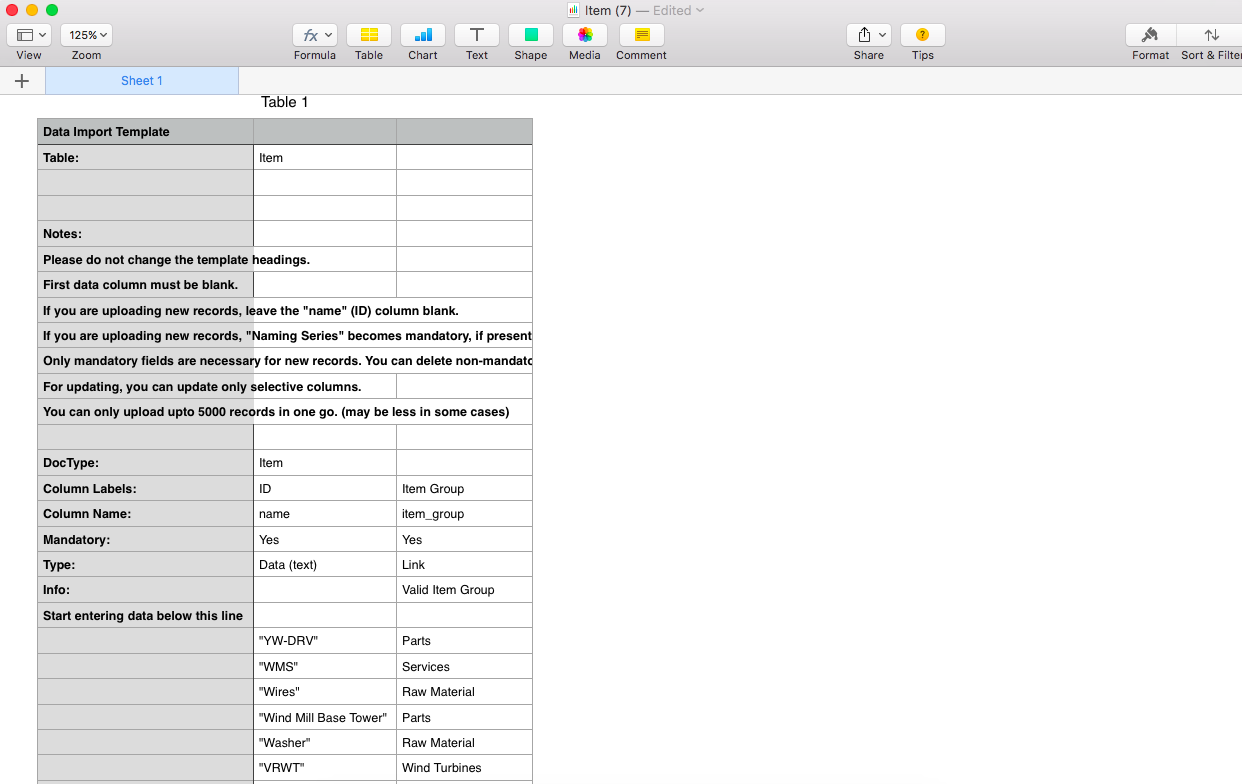 Item (7) — Edited
125%
View
Zoom
Formula
Table
Chart
Text
Shape
Media
Comment
Share
Tips
Format
Sort & Filter
Sheet 1
Table 1
Data Import Template
Table: Item
Notes:
Please do not change the template headings.
First data column must be blank.
If you are uploading new records, leave the "name" (ID) column blank.
If you are uploading new records, "Naming Series" becomes mandatory, if present
Only mandatory fields are necessary for new records. You can delete non-mandato
For updating, you can update only selective columns.
You can only upload upto 5000 records in one go. (may be less in some cases)
DocType: Item
Column Labels: ID Item Group
Column Name: name item_group
Mandatory: Yes Yes
Type: Data (text) Link
Info: Valid Item Group
Start entering data below this line
"YW-DRV" Parts
"WMS" Services
"Wires" Raw Material
"Wind Mill Base Tower" Parts
"Washer" Raw Material
"VRWT" Wind Turbines